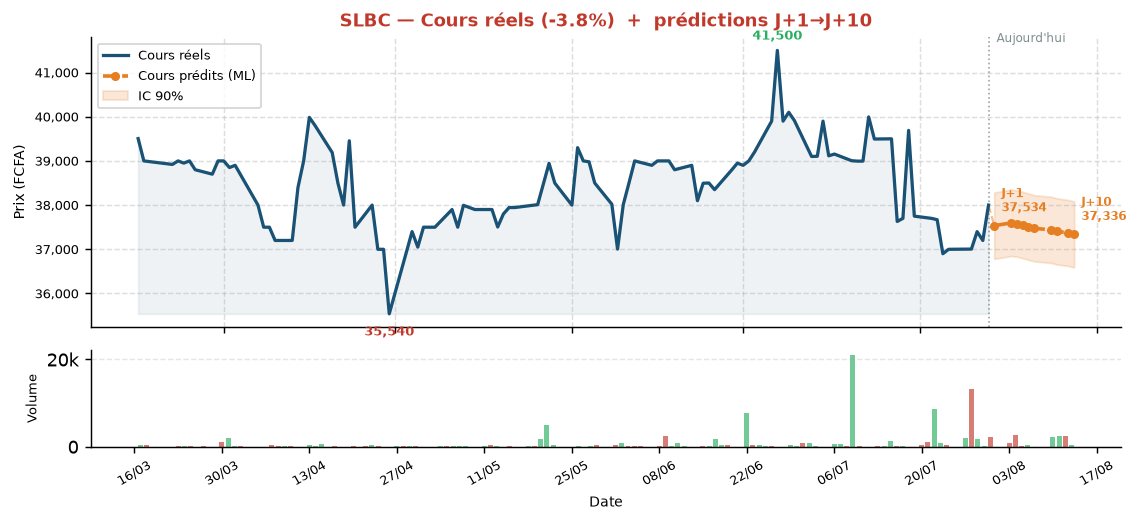 SLBC — Cours réels (-3.8%)  +  prédictions J+1→J+10
41,500
Aujourd'hui
Cours réels
Cours prédits (ML)
IC 90%
Prix (FCFA)
41,000
40,000
39,000
38,000
37,000
36,000
J+1
37,534
J+10
37,336
35,540
Volume
20k
0
16/03
30/03
13/04
27/04
11/05
25/05
08/06
22/06
06/07
20/07
03/08
17/08
Date